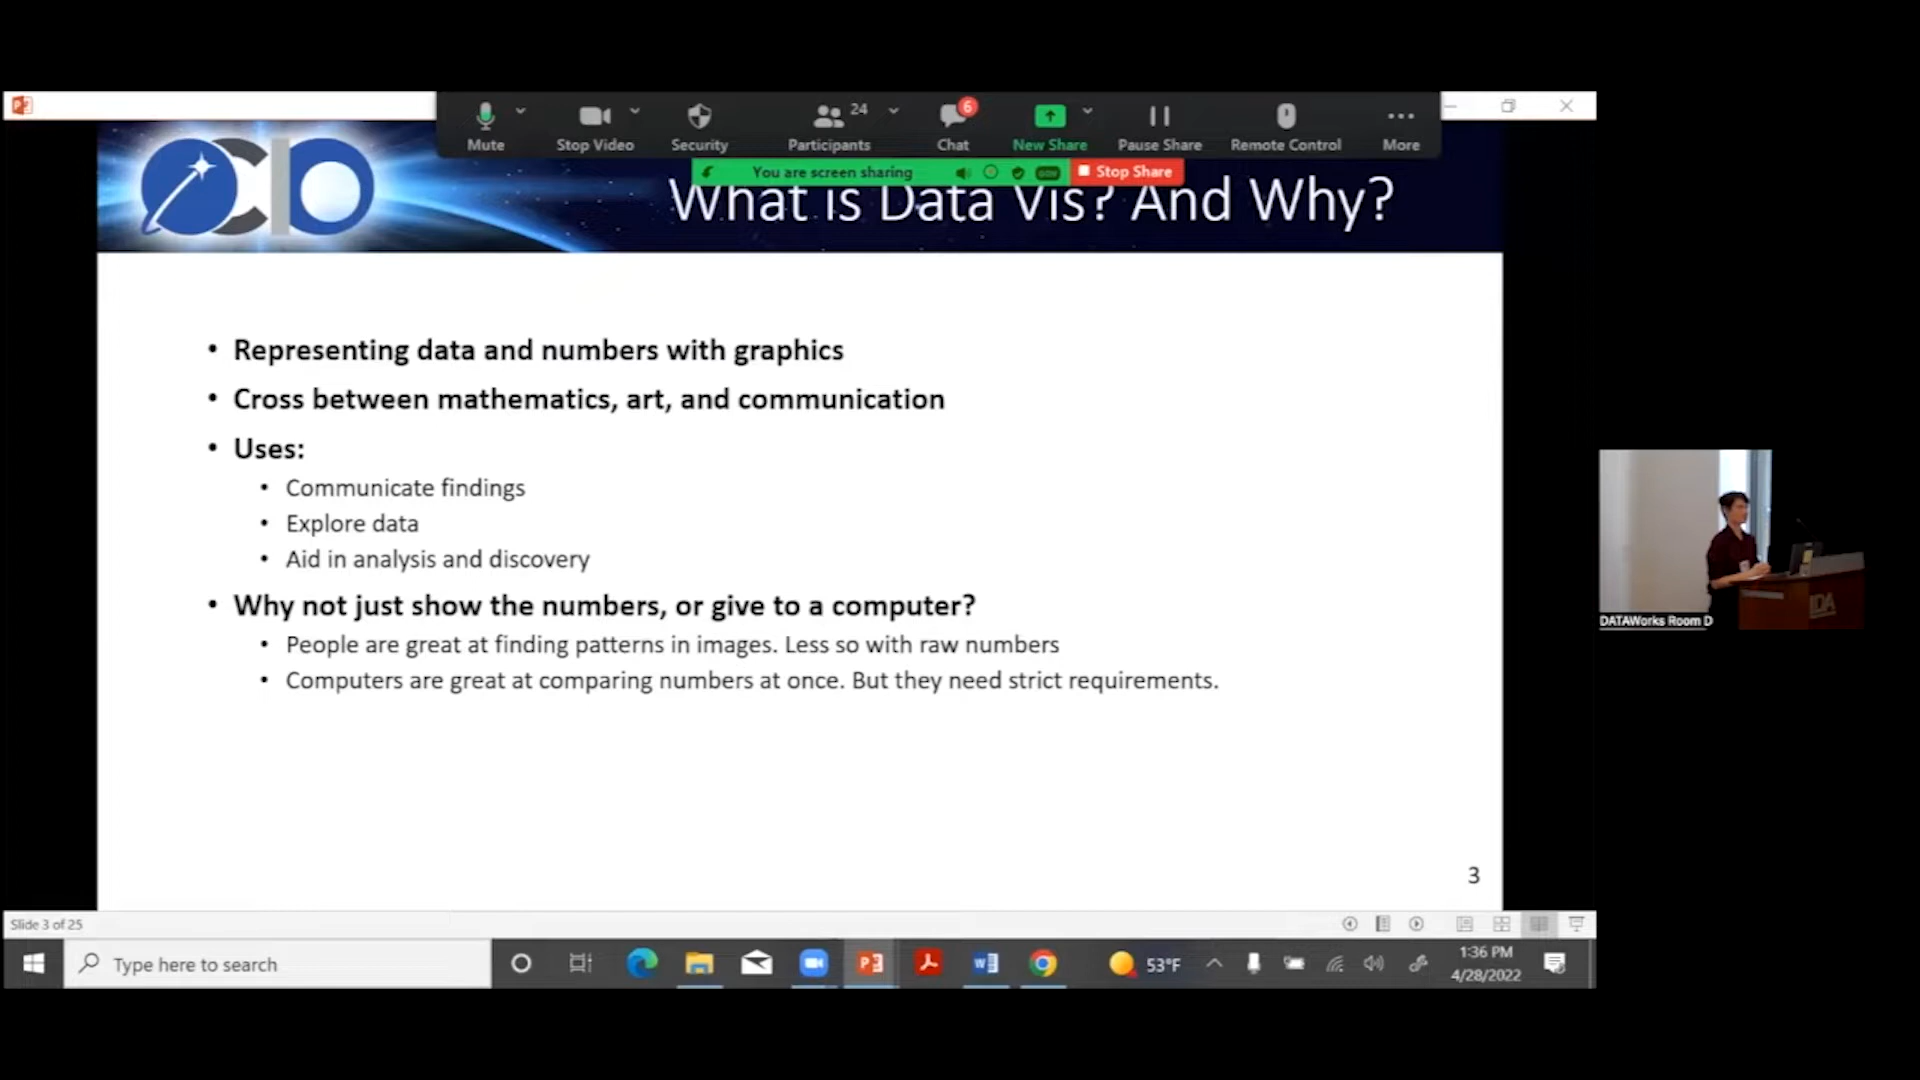 24
6
Mute
Stop Video
Security
Participants
Chat
New Share
Pause Share
Remote Control
More
You are screen sharing
Stop Share
What is Data Vis? And Why?
• Representing data and numbers with graphics
• Cross between mathematics, art, and communication
• Uses:
• Communicate findings
• Explore data
• Aid in analysis and discovery
• Why not just show the numbers, or give to a computer?
• People are great at finding patterns in images. Less so with raw numbers
• Computers are great at comparing numbers at once. But they need strict requirements.
3
IDA
DATAWorks Room D
Slide 3 of 25
Type here to search
53°F
1:36 PM
4/28/2022